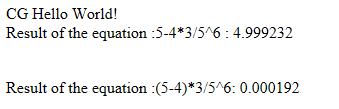 CG Hello World!
Result of the equation :5-4*3/5^6 : 4.999232
Result of the equation :(5-4)*3/5^6: 0.000192